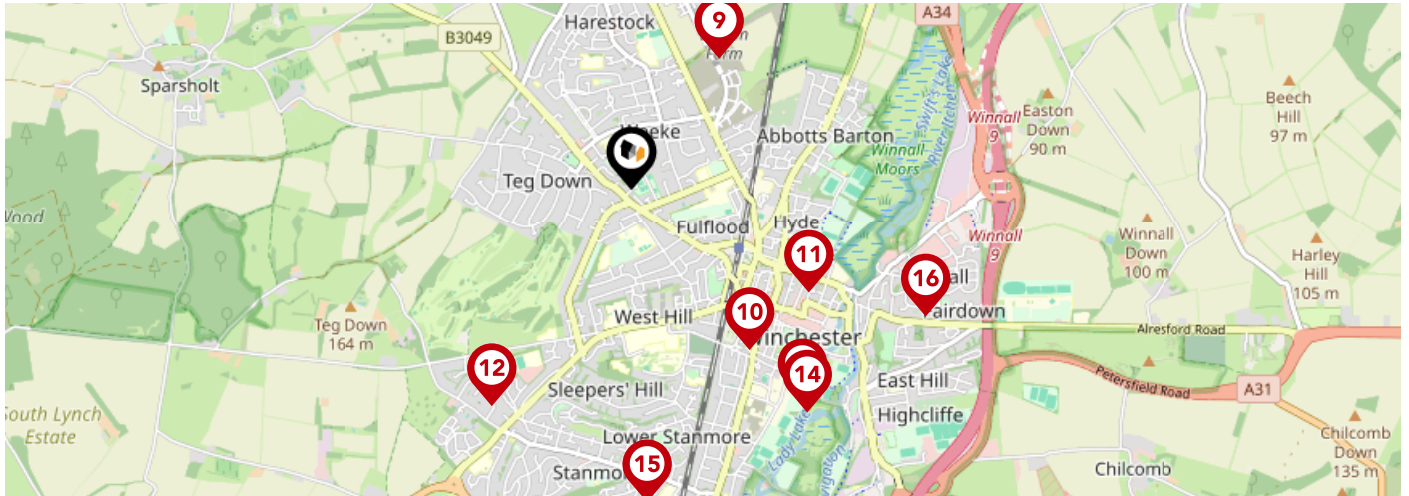 Harestock
9
A34
B3049
Farm
Sparsholt
Swift's Lake
River Itchen
Beech
Hill
97 m
Easton
Down
90 m
Winnall
9
Weeke
Abbotts Barton
Winnall
Moors
Teg Down
Wood
Fulflood
Hyde
Winnall
9
Winnall
Down
100 m
Harley
Hill
105 m
11
16
Teg Down
164 m
West Hill
10
Winchester
Alresford Road
12
14
Sleepers' Hill
East Hill
Petersfield Road
A31
South Lynch
Estate
Highcliffe
Lady Lake
Lower Stanmore
15
Chilcomb
Chilcomb
Down
135 m